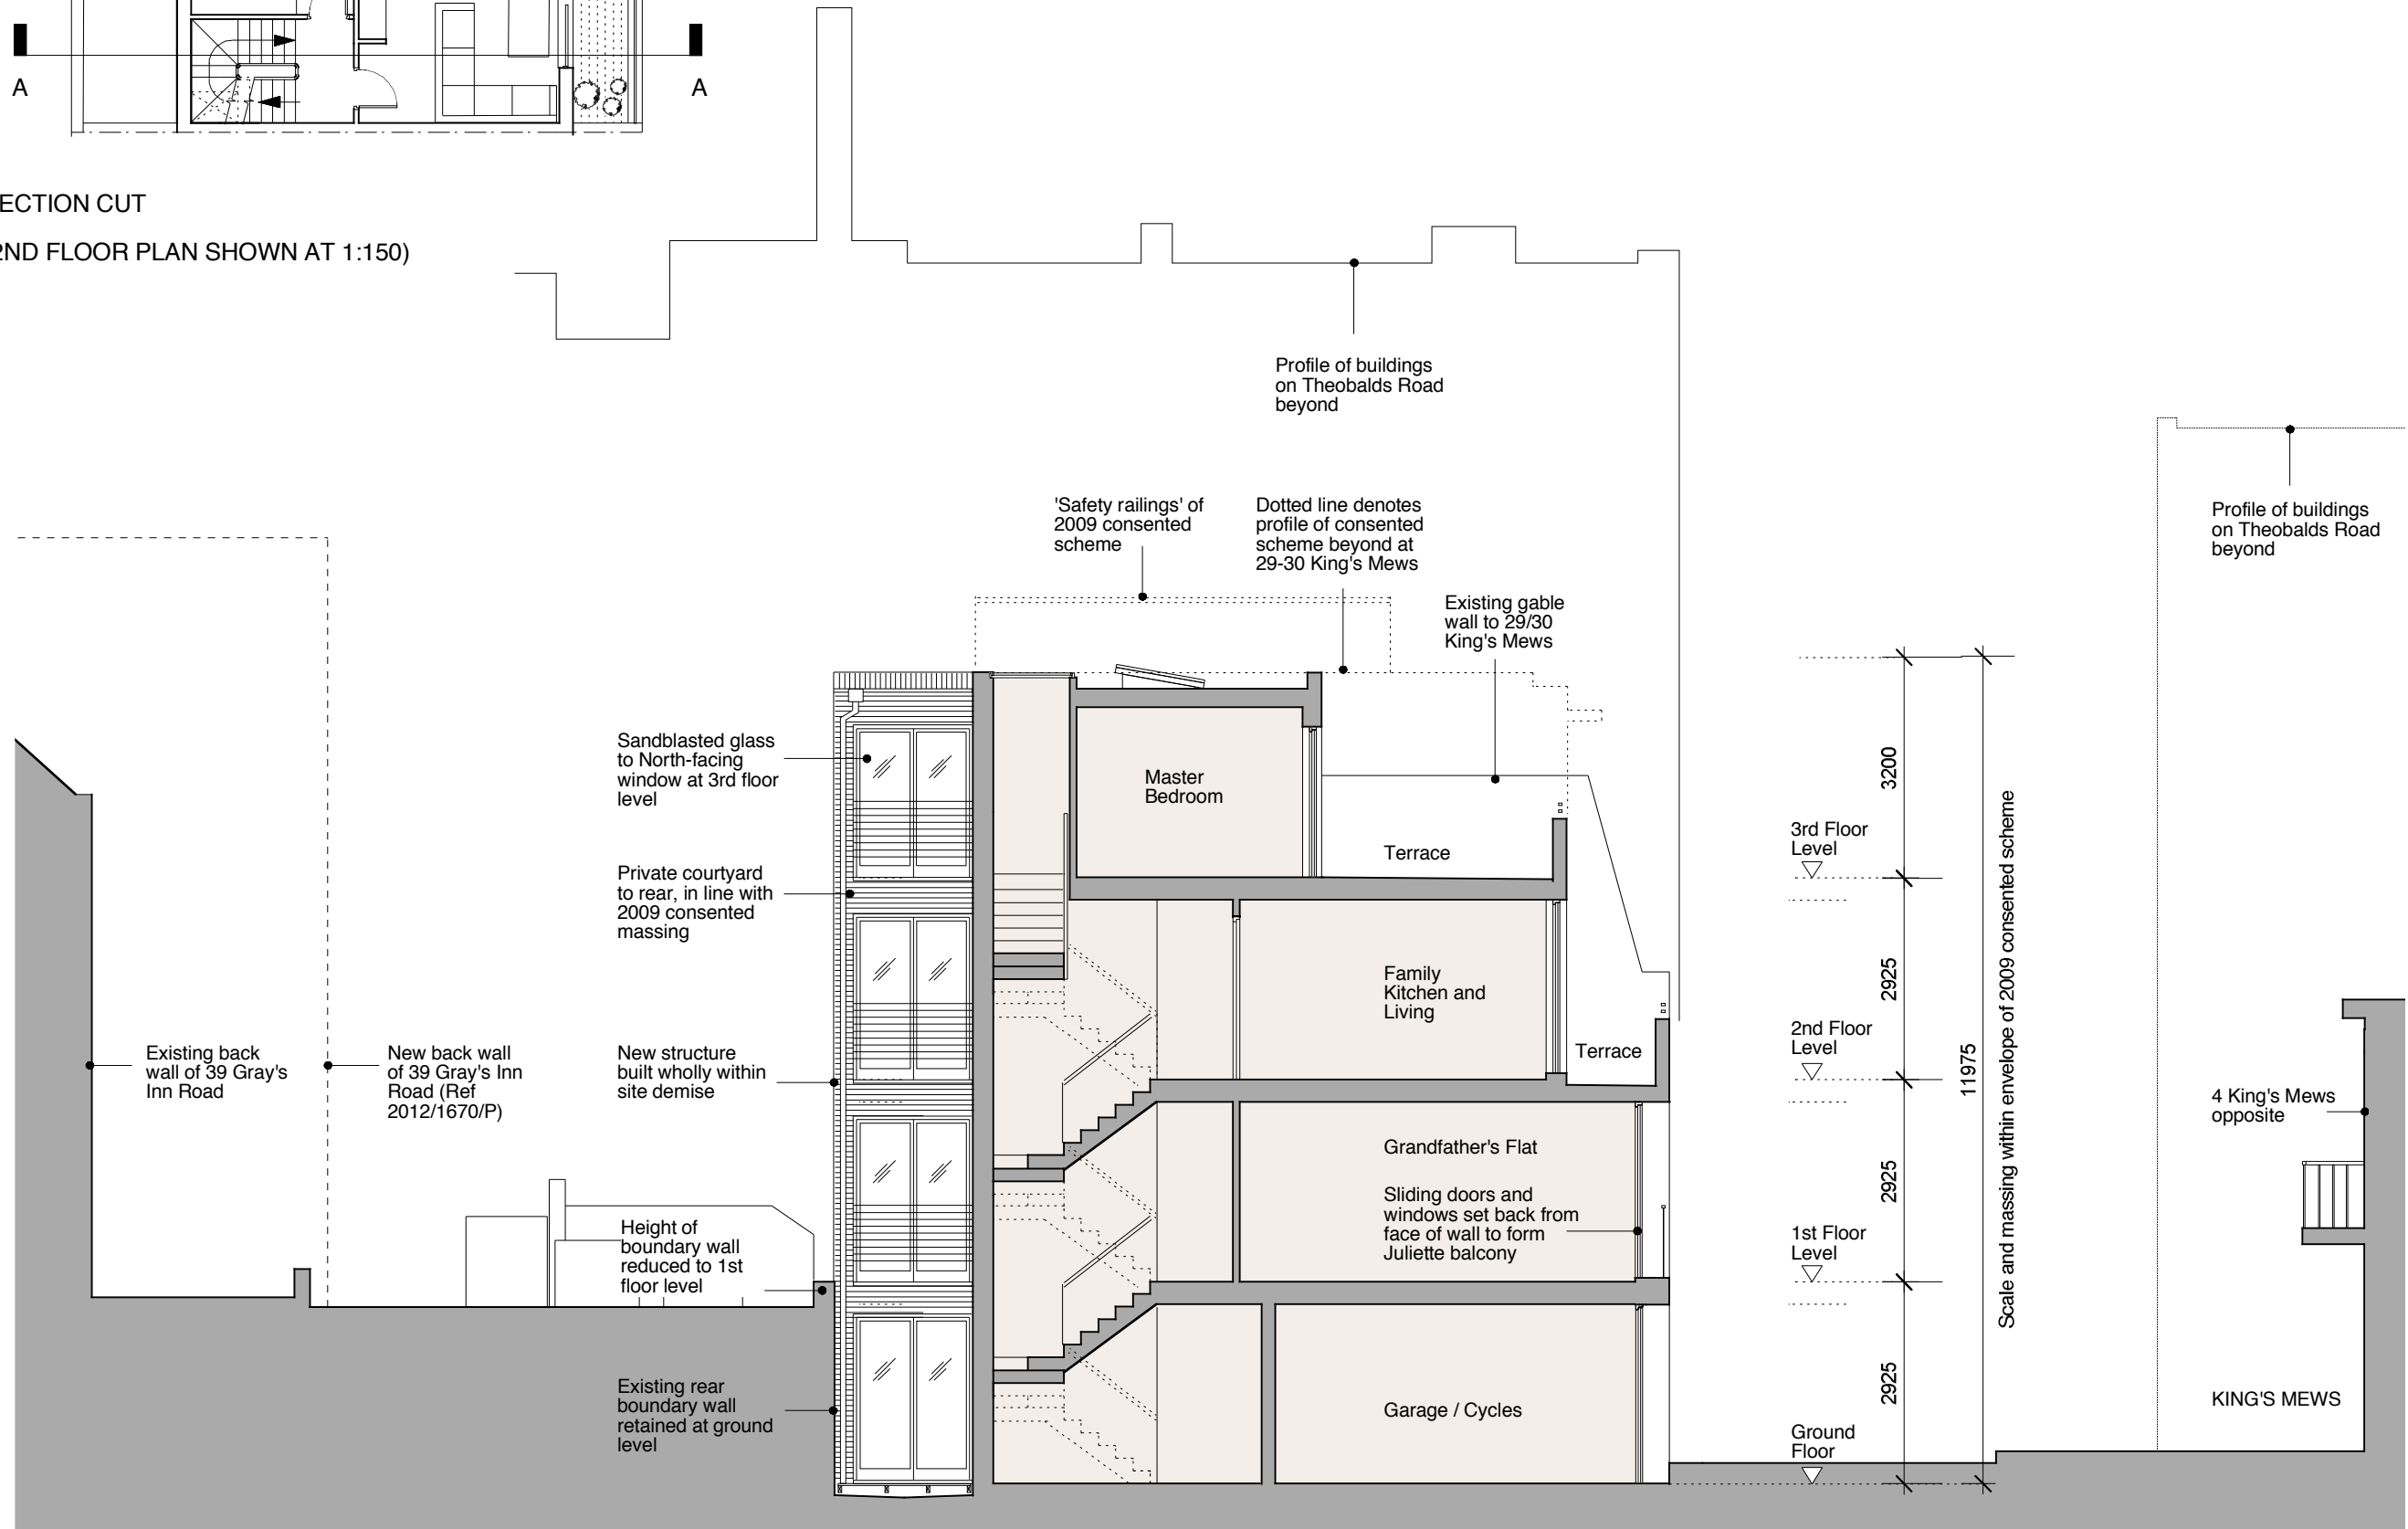 A
A
ECTION CUT
2ND FLOOR PLAN SHOWN AT 1:150)
Profile of buildings
on Theobalds Road
beyond
Profile of buildings
on Theobalds Road
beyond
'Safety railings' of
2009 consented
scheme
Dotted line denotes
profile of consented
scheme beyond at
29-30 King's Mews
Existing gable
wall to 29/30
King's Mews
Sandblasted glass
to North-facing
window at 3rd floor
level
Master
Bedroom
Terrace
Private courtyard
to rear, in line with
2009 consented
massing
Family
Kitchen and
Living
Terrace
Existing back
wall of 39 Gray's
Inn Road
New back wall
of 39 Gray's Inn
Road (Ref
2012/1670/P)
New structure
built wholly within
site demise
Grandfather's Flat
Sliding doors and
windows set back from
face of wall to form
Juliette balcony
Height of
boundary wall
reduced to 1st
floor level
Existing rear
boundary wall
retained at ground
level
Garage / Cycles
3rd Floor
Level
2nd Floor
Level
1st Floor
Level
Ground
Floor
3200
2925
2925
2925
11975
Scale and massing within envelope of 2009 consented scheme
4 King's Mews
opposite
KING'S MEWS